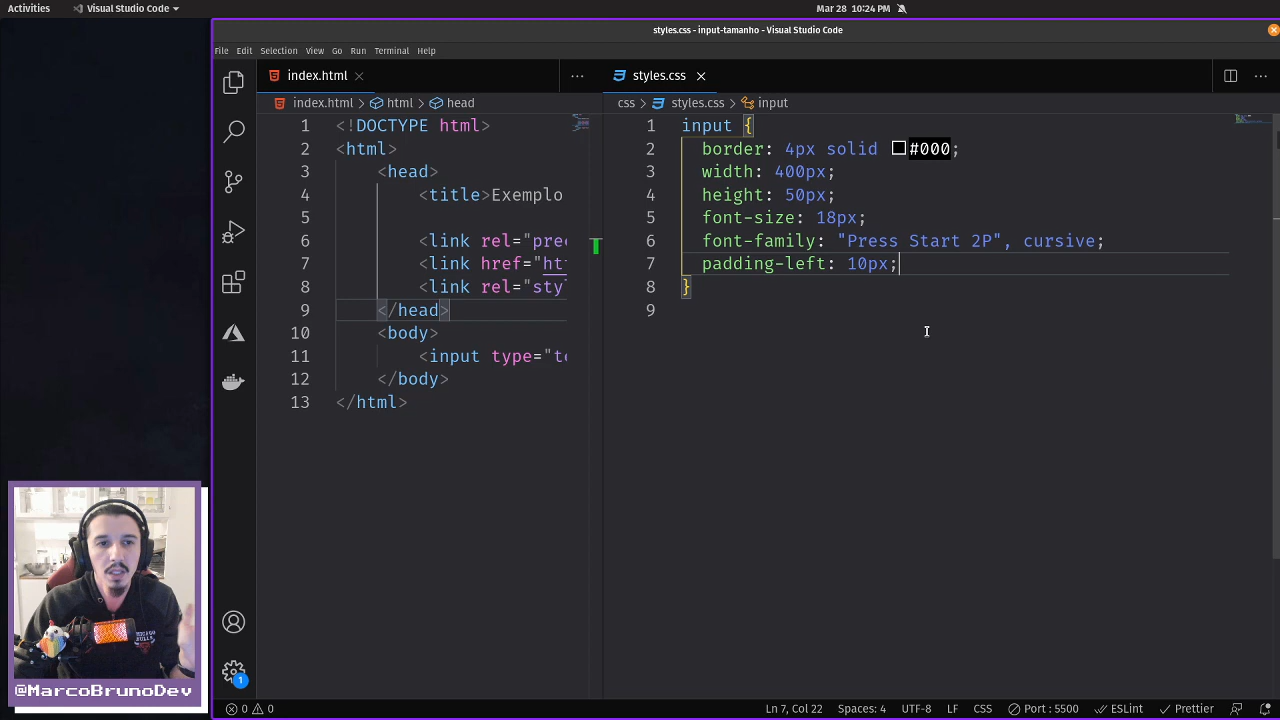 Activities Visual Studio Code Mar 28 10:24 PM
styles.css - input-tamanho - Visual Studio Code
File Edit Selection View Go Run Terminal Help
index.html
styles.css
index.html > html > head
css > styles.css > input
1 <!DOCTYPE html>
2 <html>
3 <head>
4 <title>Exemplo
5
6 <link rel="prec
7 <link href="htt
8 <link rel="sty
9 </head>
10 <body>
11 <input type="te
12 </body>
13 </html>
1 input {
2 border: 4px solid #000;
3 width: 400px;
4 height: 50px;
5 font-size: 18px;
6 font-family: "Press Start 2P", cursive;
7 padding-left: 10px;
8 }
9
1
@MarcoBrunoDev
0 0 Ln 7, Col 22 Spaces: 4 UTF-8 LF CSS Port : 5500 ESLint Prettier